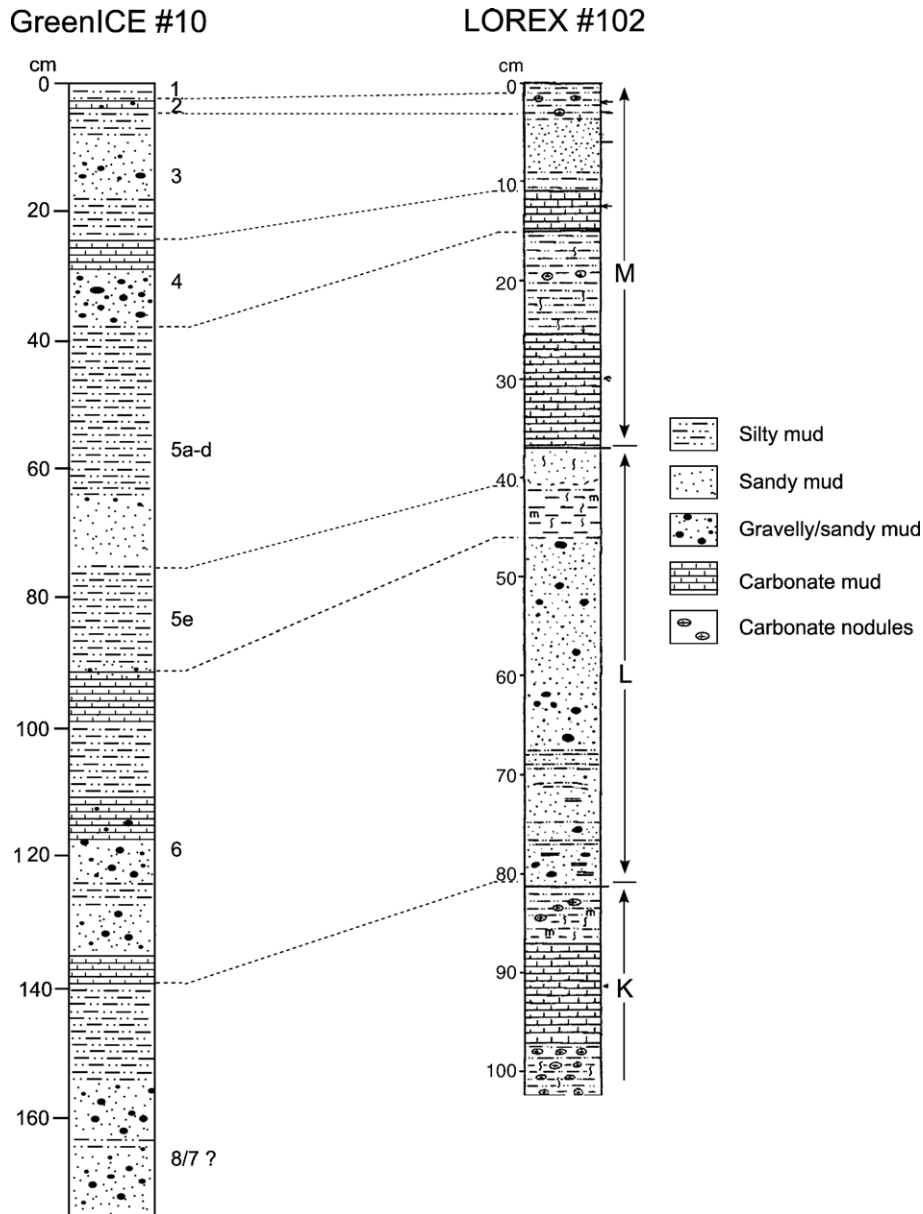 GreenICE #10
LOREX #102
cm
0
20
40
60
80
100
120
140
160
1
2
3
4
5a-d
5e
6
8/7 ?
cm
0
10
20
30
40
50
60
70
80
90
100
m
m
m
m
M
L
K
Silty mud
Sandy mud
Gravelly/sandy mud
Carbonate mud
Carbonate nodules